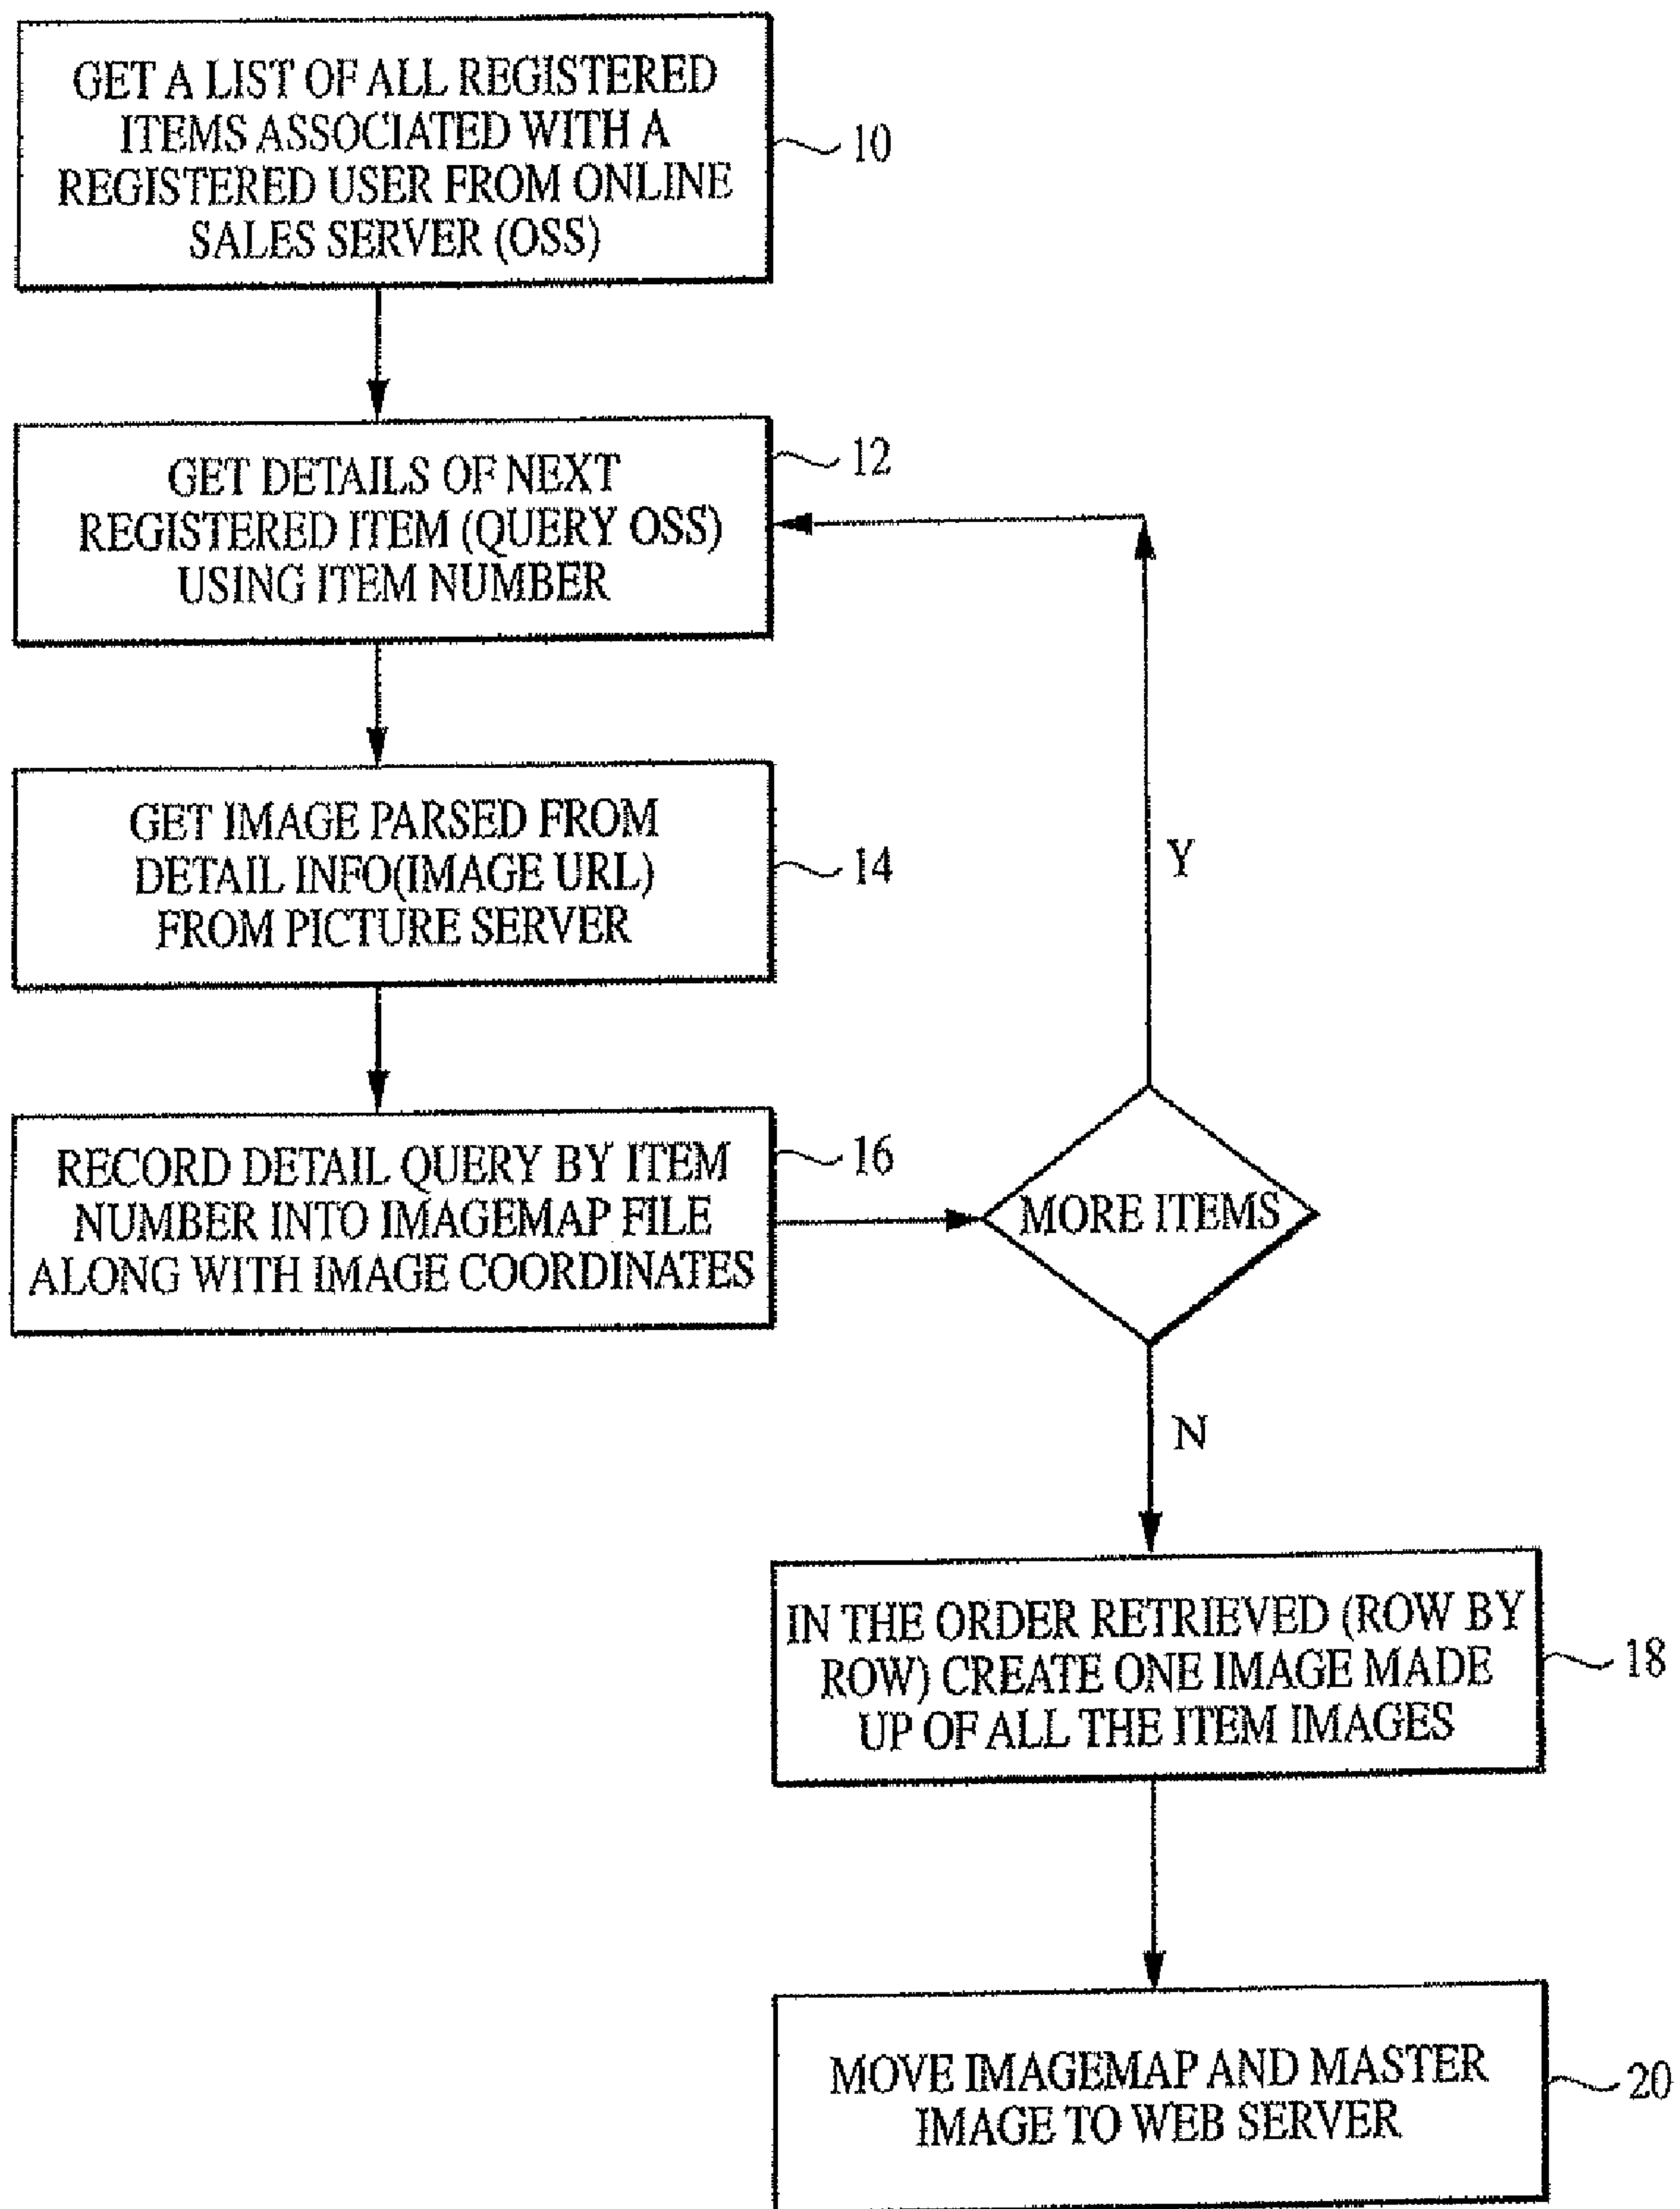 GET A LIST OF ALL REGISTERED
ITEMS ASSOCIATED WITH A
REGISTERED USER FROM ONLINE
SALES SERVER (OSS)
10
GET DETAILS OF NEXT
REGISTERED ITEM (QUERY OSS)
USING ITEM NUMBER
12
GET IMAGE PARSED FROM
DETAIL INFO(IMAGE URL)
FROM PICTURE SERVER
14
Y
RECORD DETAIL QUERY BY ITEM
NUMBER INTO IMAGEMAP FILE
ALONG WITH IMAGE COORDINATES
16
MORE ITEMS
N
IN THE ORDER RETRIEVED (ROW BY
ROW) CREATE ONE IMAGE MADE
UP OF ALL THE ITEM IMAGES
18
MOVE IMAGEMAP AND MASTER
IMAGE TO WEB SERVER
20